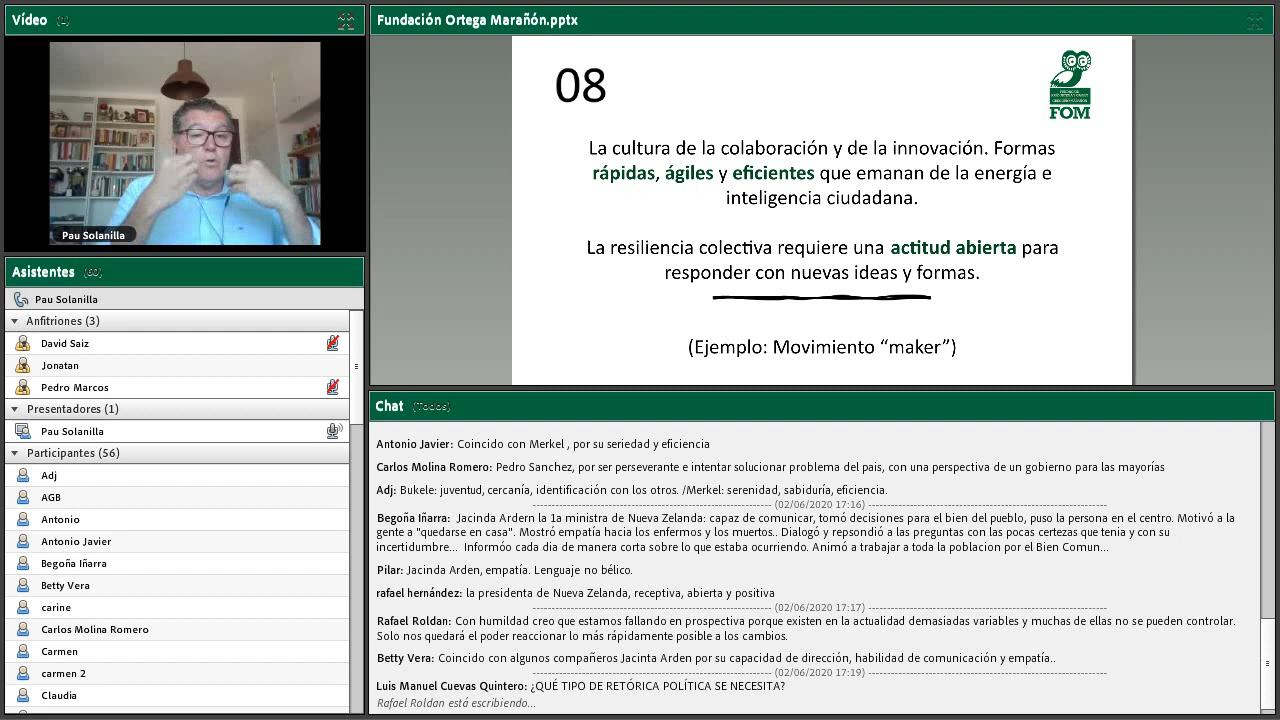 Vídeo (1)
Pau Solanilla
Asistentes (60)
Pau Solanilla
Anfitriones (3)
David Saiz
Jonatan
Pedro Marcos
Presentadores (1)
Pau Solanilla
Participantes (56)
Adj
AGB
Antonio
Antonio Javier
Begoña Iñarra
Betty Vera
carine
Carlos Molina Romero
Carmen
carmen 2
Claudia
Fundación Ortega Marañón.pptx
08
FOM
La cultura de la colaboración y de la innovación. Formas
rápidas, ágiles y eficientes que emanan de la energía e
inteligencia ciudadana.
La resiliencia colectiva requiere una actitud abierta para
responder con nuevas ideas y formas.
(Ejemplo: Movimiento “maker”)
Chat (Todos)
Antonio Javier: Coincido con Merkel , por su seriedad y eficiencia
Carlos Molina Romero: Pedro Sanchez, por ser perseverante e intentar solucionar problema del pais, con una perspectiva de un gobierno para las mayorías
Adj: Bukele: juventud, cercanía, identificación con los otros. /Merkel: serenidad, sabiduría, eficiencia.
(02/06/2020 17:16)
Begoña Iñarra: Jacinda Ardern la 1a ministra de Nueva Zelanda: capaz de comunicar, tomó decisiones para el bien del pueblo, puso la persona en el centro. Motivó a la
gente a "quedarse en casa". Mostró empatía hacia los enfermos y los muertos.. Dialogó y repsondió a las preguntas con las pocas certezas que tenia y con su
incertidumbre... Informóo cada dia de manera corta sobre lo que estaba ocurriendo. Animó a trabajar a toda la poblacion por el Bien Comun...
Pilar: Jacinda Arden, empatía. Lenguaje no bélico.
rafael hernández: la presidenta de Nueva Zelanda, receptiva, abierta y positiva
(02/06/2020 17:17)
Rafael Roldan: Con humildad creo que estamos fallando en prospectiva porque existen en la actualidad demasiadas variables y muchas de ellas no se pueden controlar.
Solo nos quedará el poder reaccionar lo más rápidamente posible a los cambios.
Betty Vera: Coincido con algunos compañeros Jacinta Arden por su capacidad de dirección, habilidad de comunicación y empatía..
(02/06/2020 17:19)
Luis Manuel Cuevas Quintero: ¿QUÉ TIPO DE RETÓRICA POLÍTICA SE NECESITA?
Rafael Roldan está escribiendo...